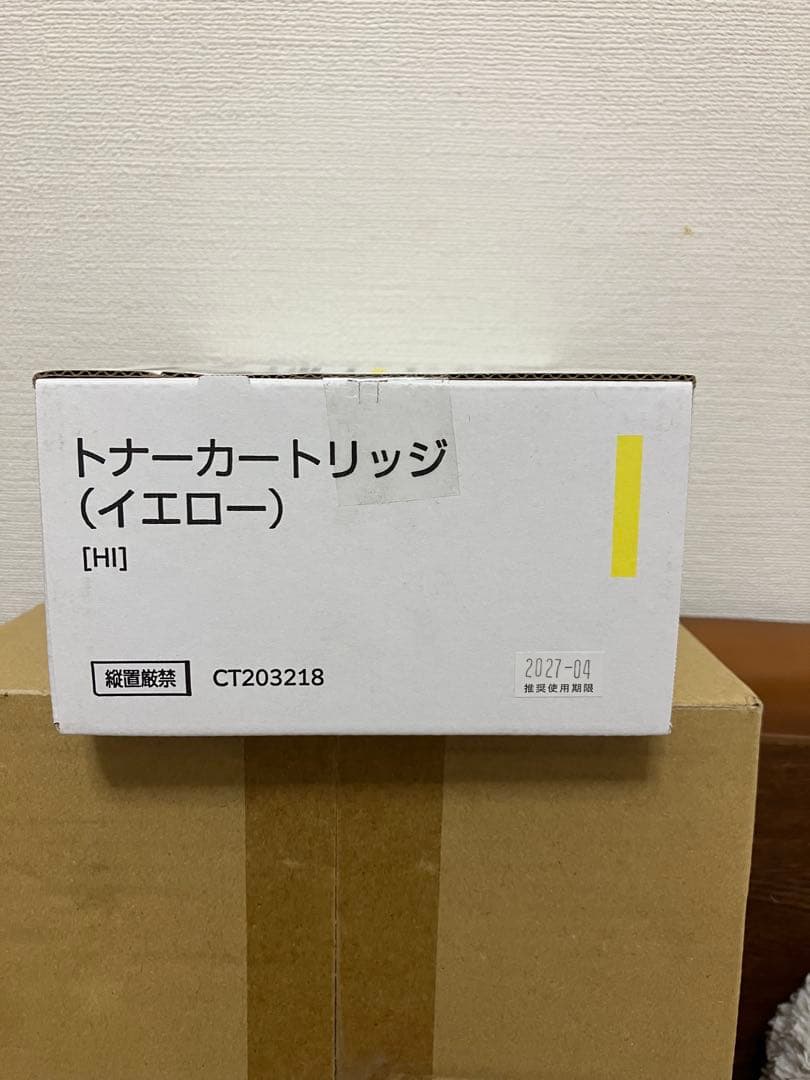 トナーカートリッジ
（イエロー）
[HI]
縦置厳禁
CT203218
2027-04
推奨使用期限